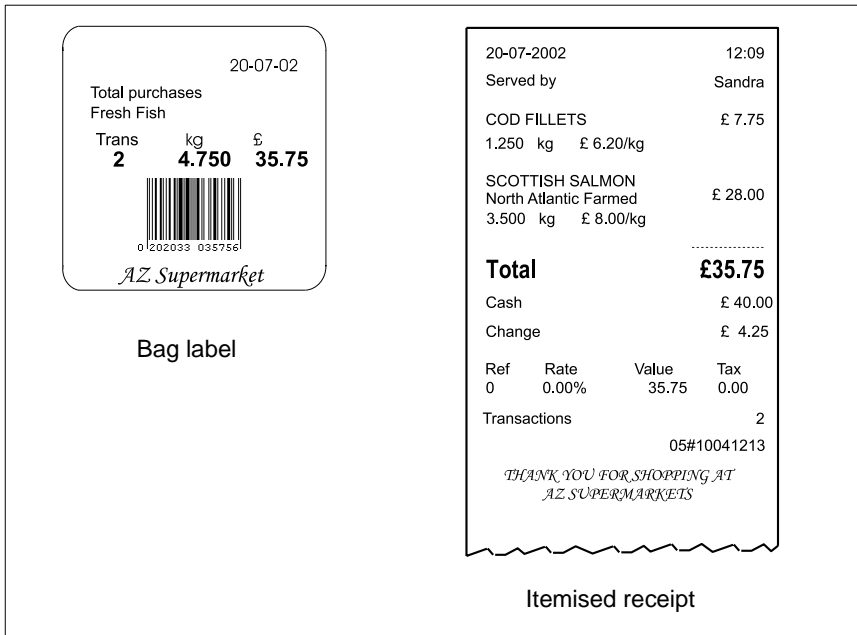 20-07-02
Total purchases
Fresh Fish
Trans kg £
2 4.750 35.75
0 202033 035756
AZ Supermarket
Bag label
20-07-2002 12:09
Served by Sandra
COD FILLETS £ 7.75
1.250 kg £ 6.20/kg
SCOTTISH SALMON
North Atlantic Farmed £ 28.00
3.500 kg £ 8.00/kg
Total £35.75
Cash £ 40.00
Change £ 4.25
Ref Rate Value Tax
0 0.00% 35.75 0.00
Transactions 2
05#10041213
THANK YOU FOR SHOPPING AT
AZ SUPERMARKETS
Itemised receipt